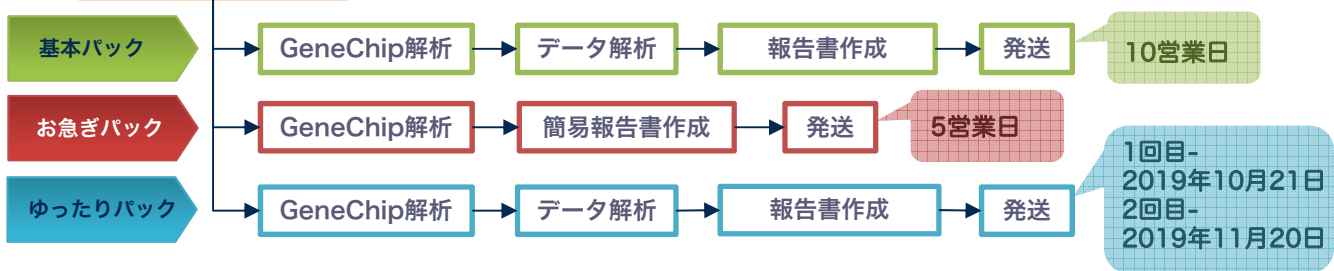 基本パック
GeneChip解析
データ解析
報告書作成
発送
10営業日
お急ぎパック
GeneChip解析
簡易報告書作成
発送
5営業日
ゆったりパック
GeneChip解析
データ解析
報告書作成
発送
1回目-
2019年10月21日
2回目-
2019年11月20日